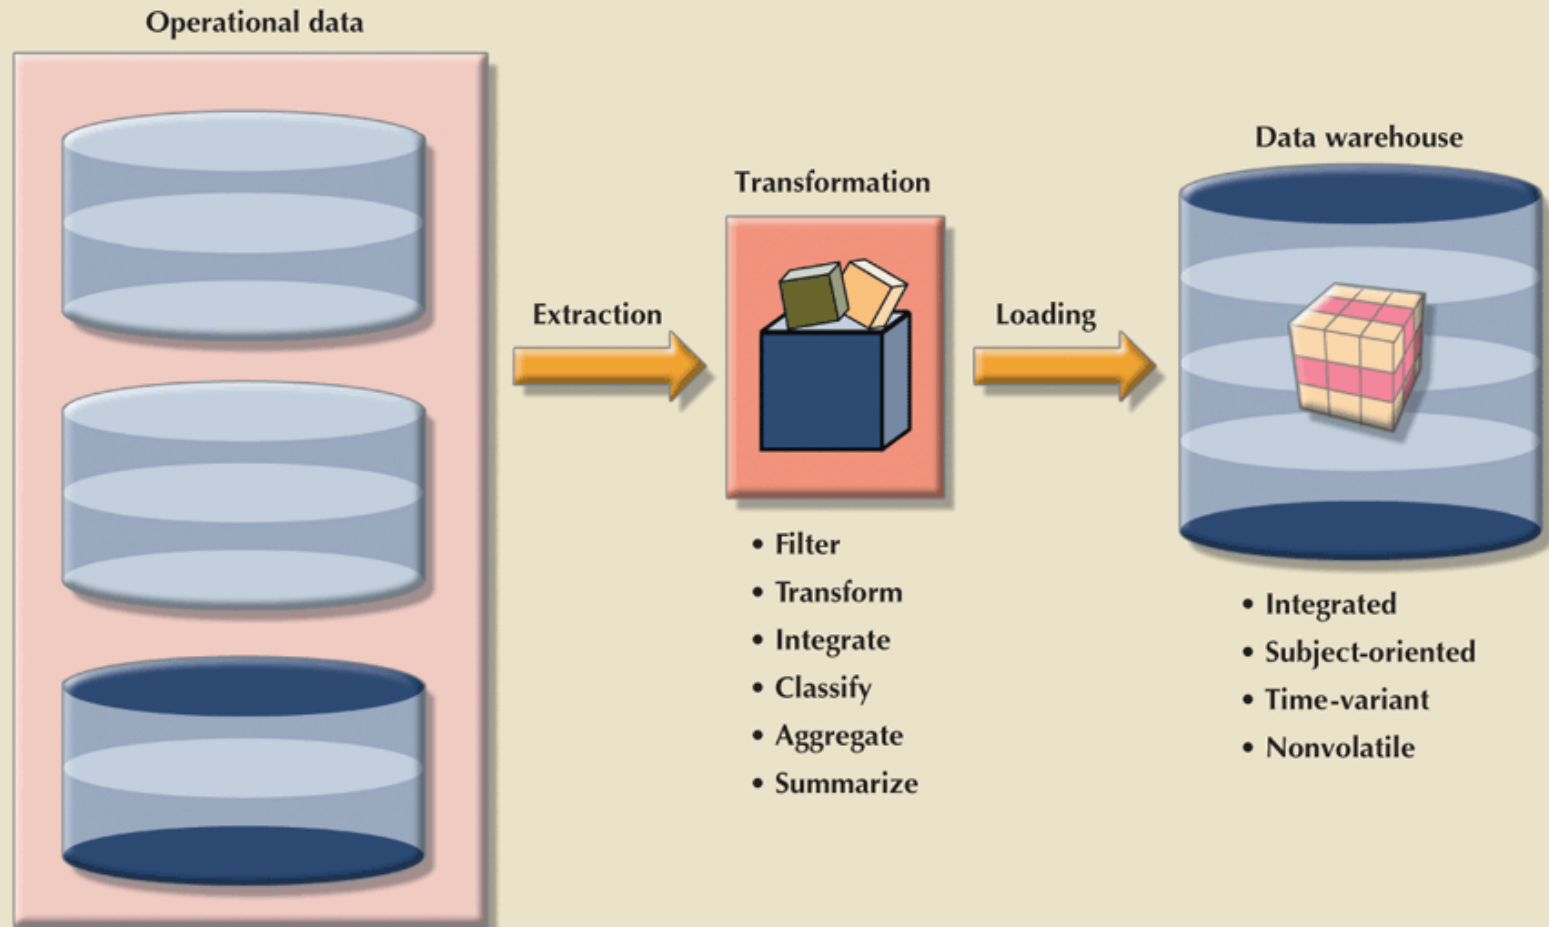 Operational data
Extraction
Transformation
• Filter
• Transform
• Integrate
• Classify
• Aggregate
• Summarize
Loading
Data warehouse
• Integrated
• Subject-oriented
• Time-variant
• Nonvolatile